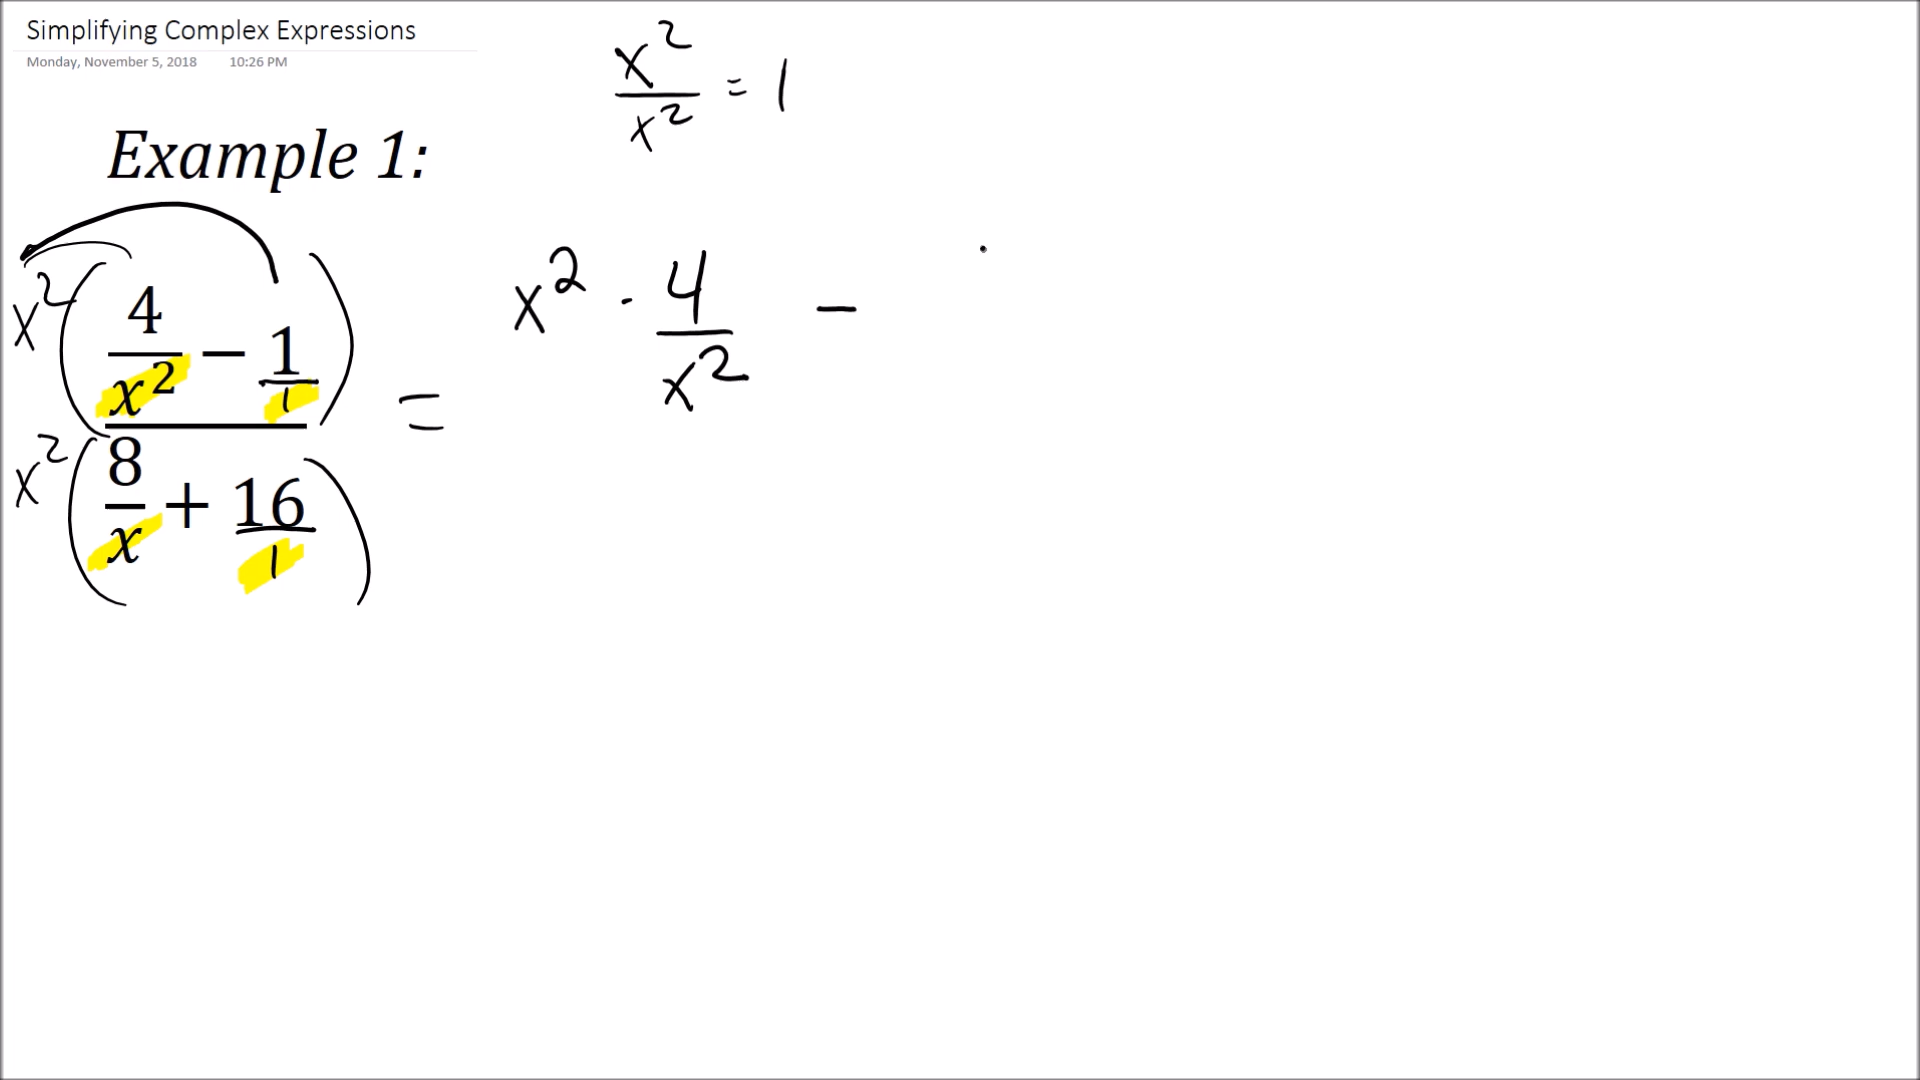 Simplifying Complex Expressions
Monday, November 5, 2018 10:26 PM
x²/x² = 1
Example 1:
x²(4/x² − 1/1)
x²(8/x + 16/1)
= x² · 4/x² −